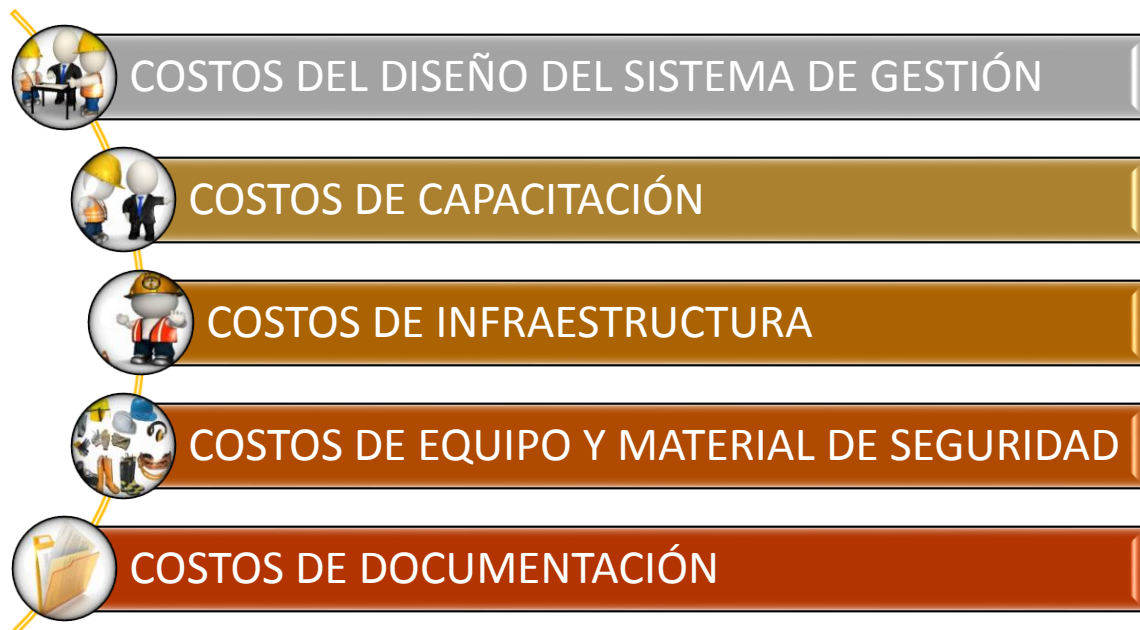 COSTOS DEL DISEÑO DEL SISTEMA DE GESTIÓN
COSTOS DE CAPACITACIÓN
COSTOS DE INFRAESTRUCTURA
COSTOS DE EQUIPO Y MATERIAL DE SEGURIDAD
COSTOS DE DOCUMENTACIÓN